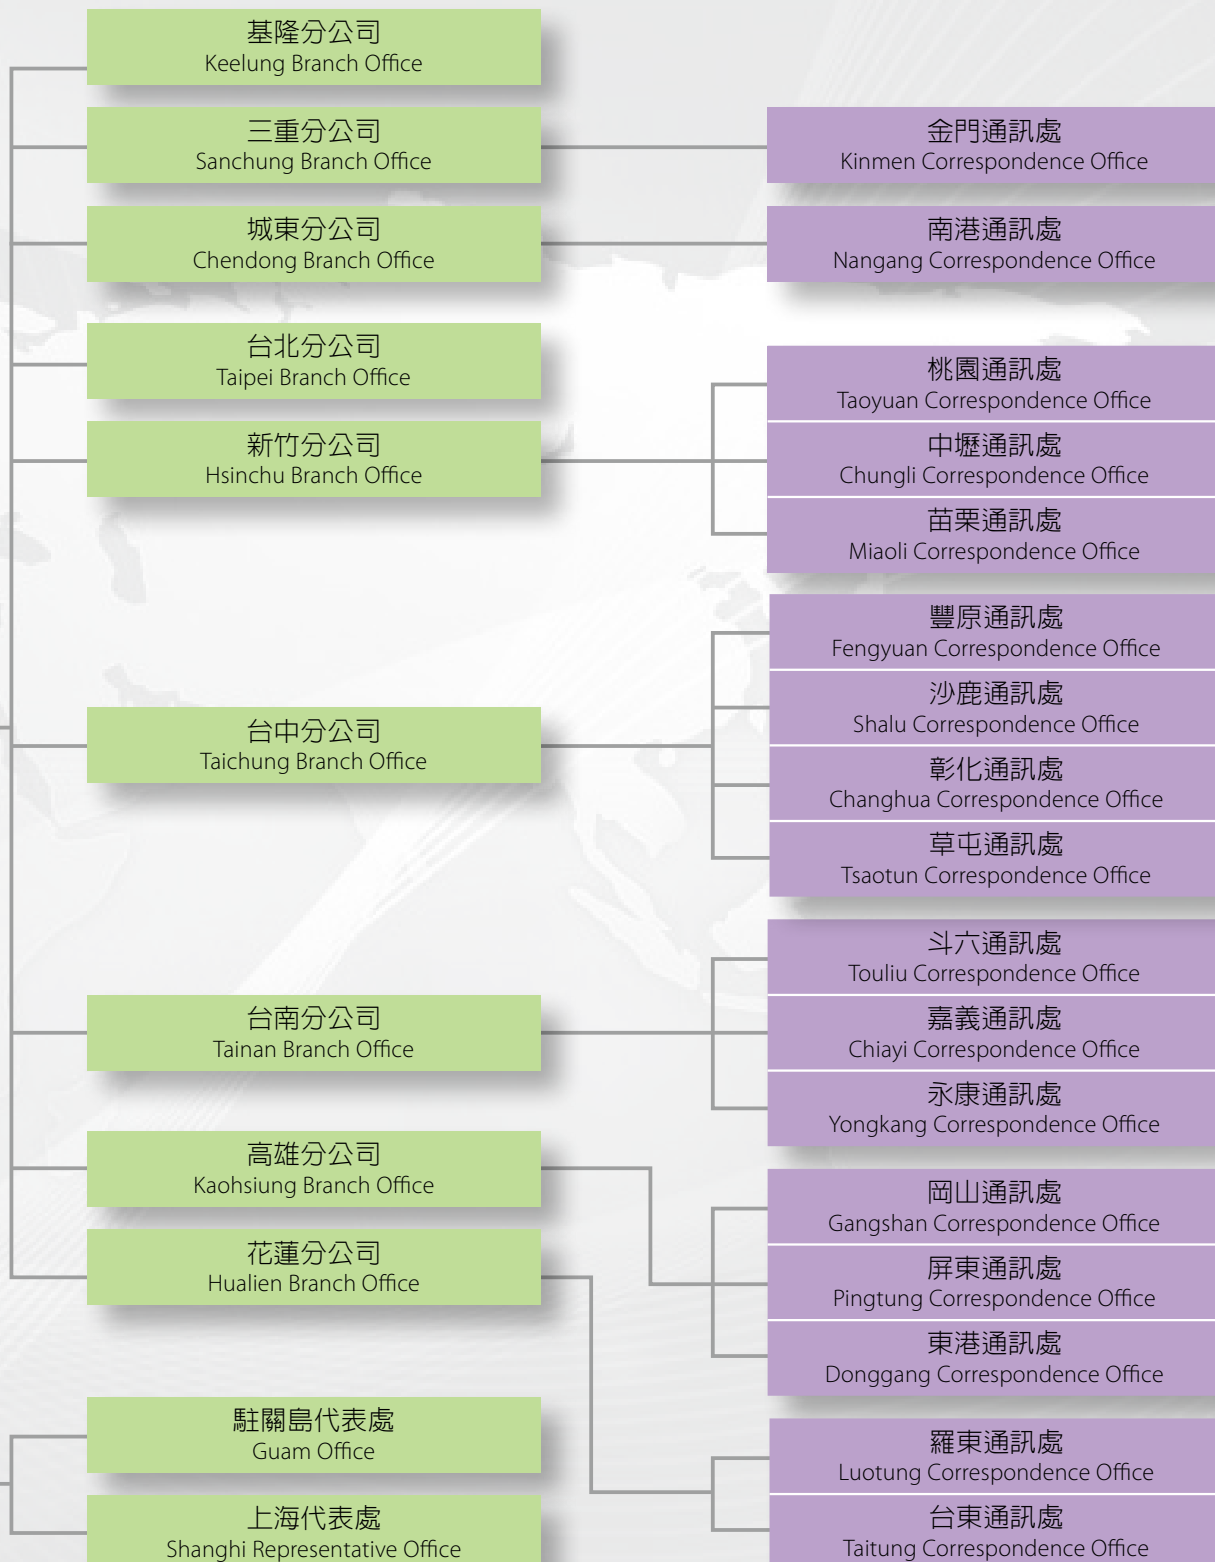 基隆分公司
Keelung Branch Office
三重分公司
Sanchung Branch Office
城東分公司
Chendong Branch Office
台北分公司
Taipei Branch Office
新竹分公司
Hsinchu Branch Office
台中分公司
Taichung Branch Office
台南分公司
Tainan Branch Office
高雄分公司
Kaohsiung Branch Office
花蓮分公司
Hualien Branch Office
駐關島代表處
Guam Office
上海代表處
Shanghi Representative Office
金門通訊處
Kinmen Correspondence Office
南港通訊處
Nangang Correspondence Office
桃園通訊處
Taoyuan Correspondence Office
中壢通訊處
Chungli Correspondence Office
苗栗通訊處
Miaoli Correspondence Office
豐原通訊處
Fengyuan Correspondence Office
沙鹿通訊處
Shalu Correspondence Office
彰化通訊處
Changhua Correspondence Office
草屯通訊處
Tsaotun Correspondence Office
斗六通訊處
Touliu Correspondence Office
嘉義通訊處
Chiayi Correspondence Office
永康通訊處
Yongkang Correspondence Office
岡山通訊處
Gangshan Correspondence Office
屏東通訊處
Pingtung Correspondence Office
東港通訊處
Donggang Correspondence Office
羅東通訊處
Luotung Correspondence Office
台東通訊處
Taitung Correspondence Office